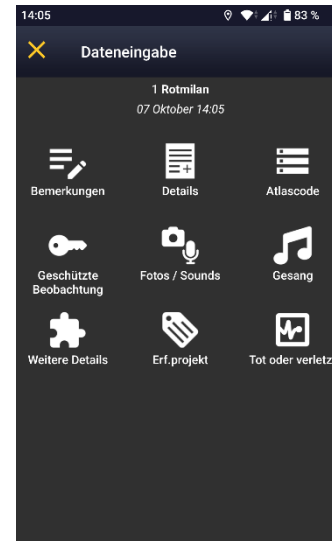 14:05 83 %
Dateneingabe
1 Rotmilan
07 Oktober 14:05
Bemerkungen Details Atlascode
Geschützte Fotos / Sounds Gesang
Beobachtung
Weitere Details Erf.projekt Tot oder verletz